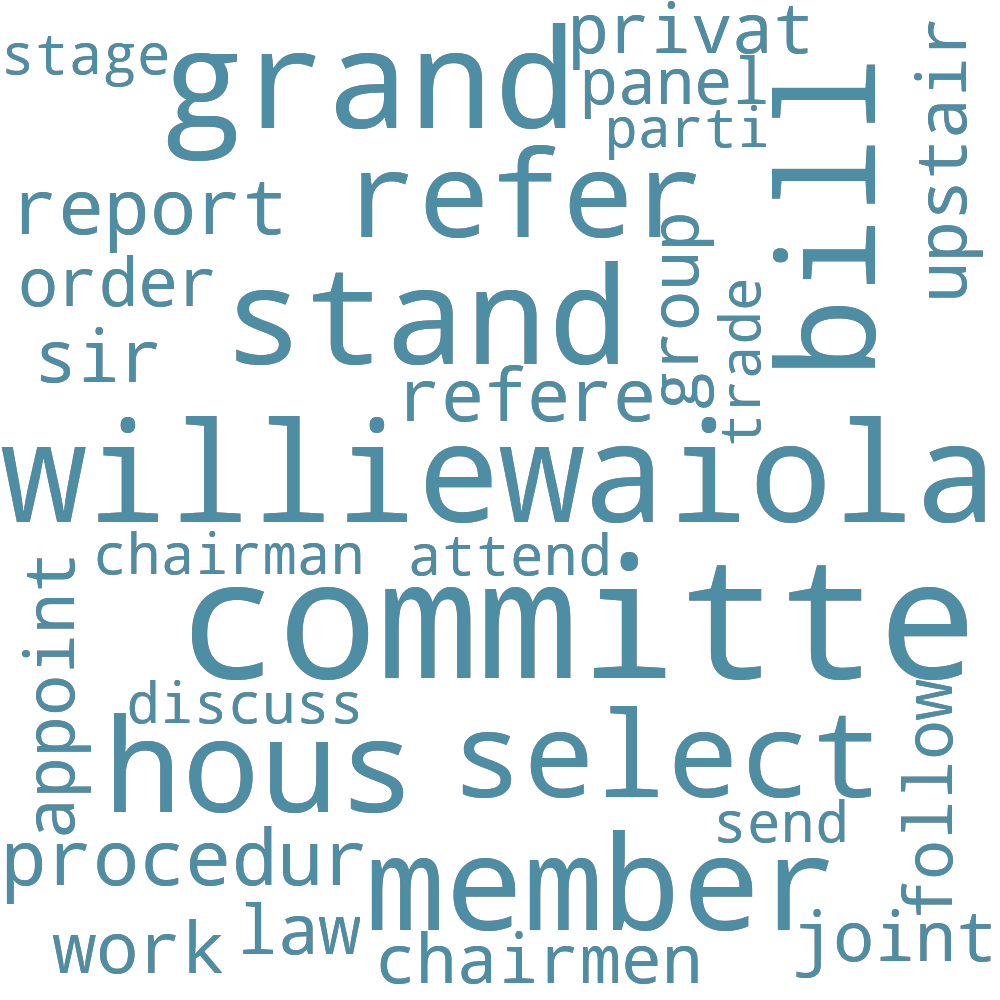 privat
stage
grand
panel
parti
bill
upstair
refer
report
group
order
stand
trade
sir
refere
williewaiola
chairman
attend
committe
appoint
discuss
hous
select
follow
send
procedur
member
work
law
chairmen
joint